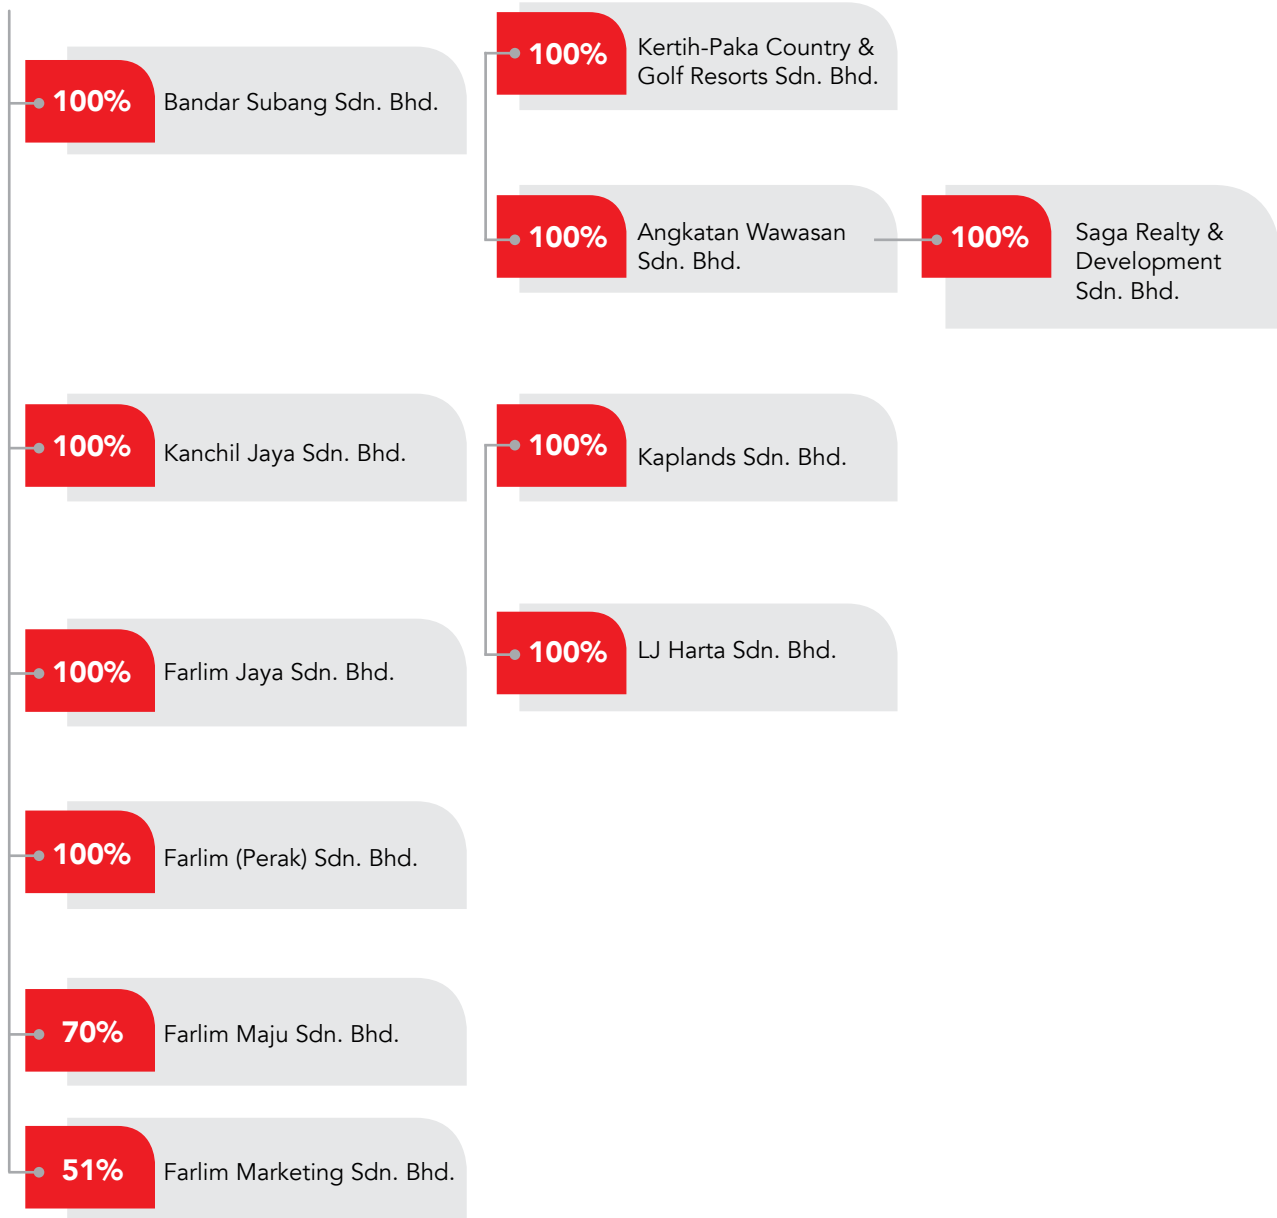 100%
Bandar Subang Sdn. Bhd.
100%
Kertih-Paka Country &
Golf Resorts Sdn. Bhd.
100%
Angkatan Wawasan
Sdn. Bhd.
100%
Saga Realty &
Development
Sdn. Bhd.
100%
Kanchil Jaya Sdn. Bhd.
100%
Kaplands Sdn. Bhd.
100%
Farlim Jaya Sdn. Bhd.
100%
LJ Harta Sdn. Bhd.
100%
Farlim (Perak) Sdn. Bhd.
70%
Farlim Maju Sdn. Bhd.
51%
Farlim Marketing Sdn. Bhd.